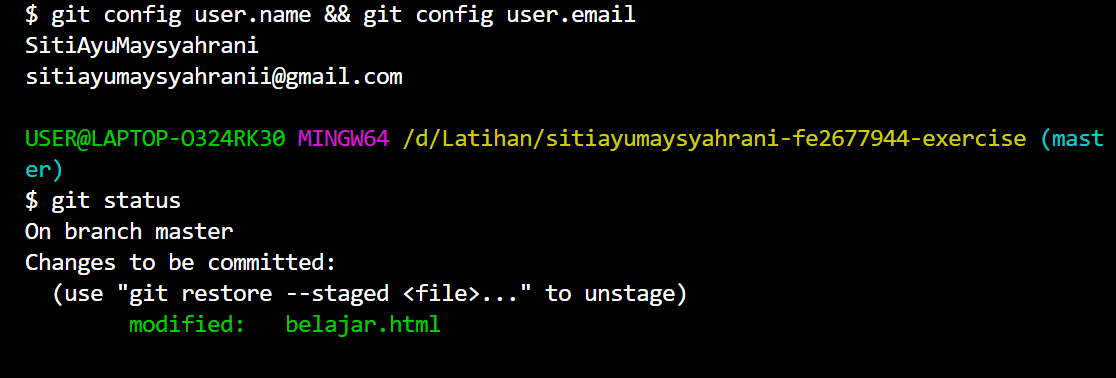 $ git config user.name && git config user.email
SitiAyuMaysyahrani
sitiayumaysyahranii@gmail.com
USER@LAPTOP-O324RK30 MINGW64 /d/Latihan/sitiayumaysyahrani-fe2677944-exercise (mast
er)
$ git status
On branch master
Changes to be committed:
  (use "git restore --staged <file>..." to unstage)
        modified:   belajar.html